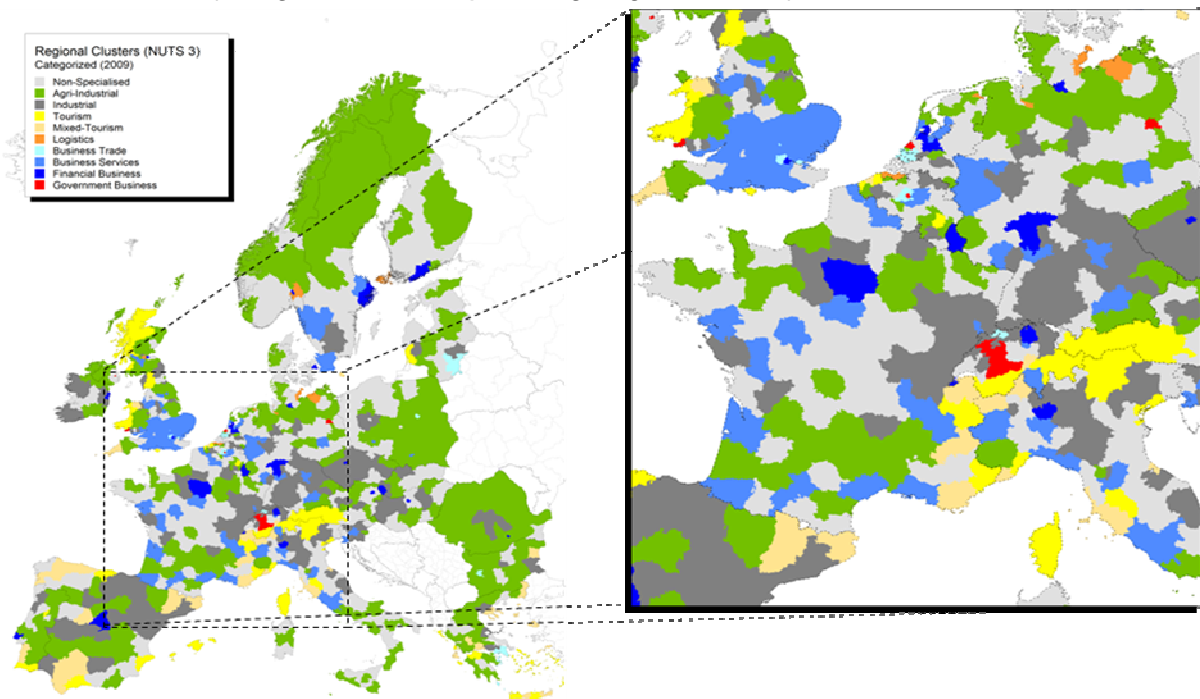 Regional Clusters (NUTS 3)
Categorized (2009)
Non-Specialised
Agri-Industrial
Industrial
Tourism
Mixed-Tourism
Logistics
Business Trade
Business Services
Financial Business
Government Business